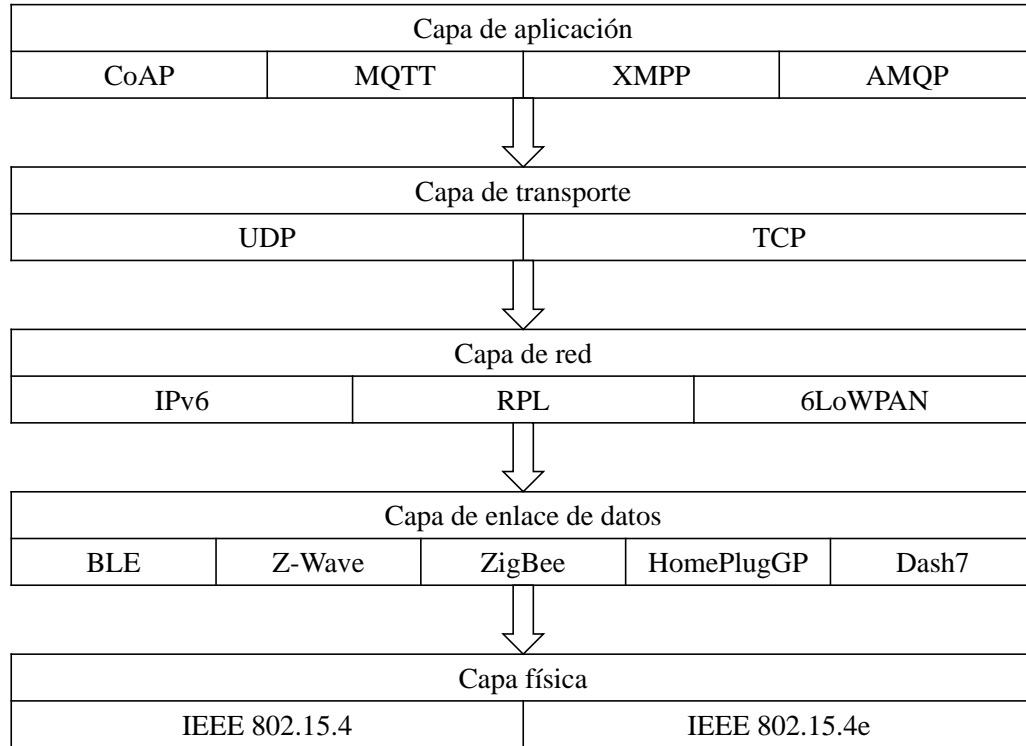 Capa de aplicación
CoAP MQTT XMPP AMQP
Capa de transporte
UDP TCP
Capa de red
IPv6 RPL 6LoWPAN
Capa de enlace de datos
BLE Z-Wave ZigBee HomePlugGP Dash7
Capa física
IEEE 802.15.4 IEEE 802.15.4e